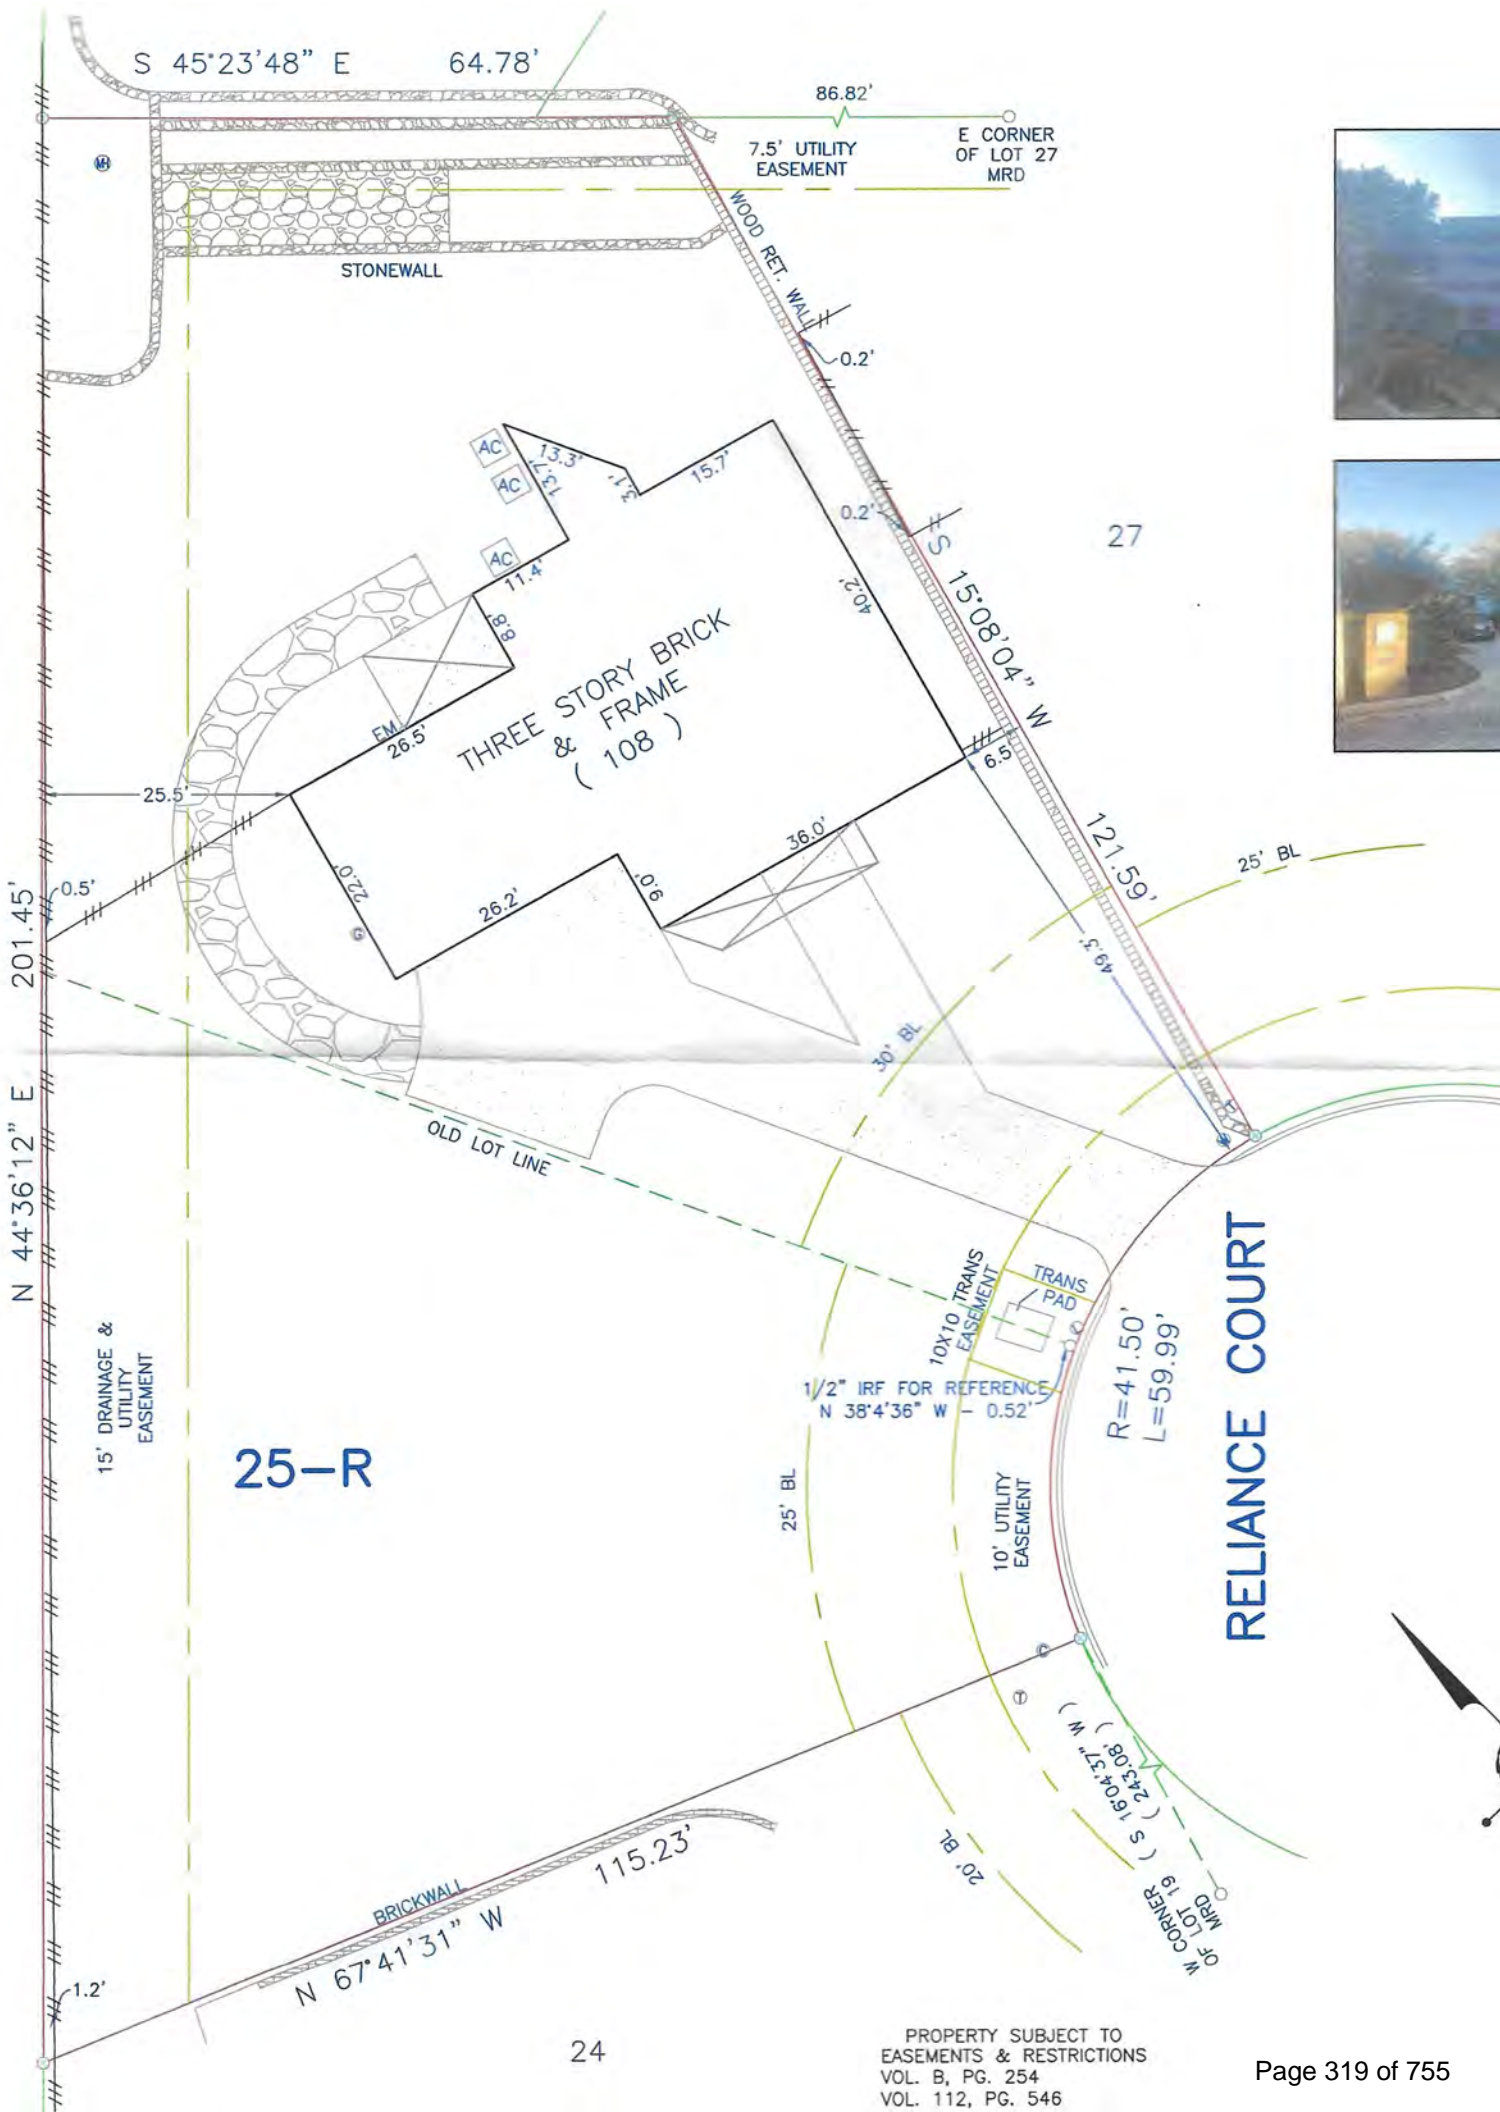 S 45°23'48" E 64.78'
86.82'
E CORNER
OF LOT 27
MRD
7.5' UTILITY
EASEMENT
MH
WOOD RET. WALL
STONEWALL
0.2'
AC
13.3'
13.7'
AC
3.1'
15.7'
0.2'
27
AC
11.4'
8.8'
40.2'
S 15°08'04" W
121.59'
THREE STORY BRICK
& FRAME
( 108 )
EM
26.5'
6.5'
25.5'
36.0'
25' BL
0.5'
22.0'
26.2'
9.0'
G
49.3'
N 44°36'12" E 201.45'
30' BL
OLD LOT LINE
10X10 TRANS
EASEMENT
TRANS
PAD
1/2" IRF FOR REFERENCE
N 38°4'36" W - 0.52'
R=41.50'
L=59.99'
RELIANCE COURT
15' DRAINAGE &
UTILITY
EASEMENT
25-R
25' BL
10' UTILITY
EASEMENT
C
T
( S 16°04'37" W )
( 243.08' )
W CORNER
OF LOT 19
MRD
20' BL
BRICKWALL
115.23'
N 67°41'31" W
1.2'
24
PROPERTY SUBJECT TO
EASEMENTS & RESTRICTIONS
VOL. B, PG. 254
VOL. 112, PG. 546
Page 319 of 755